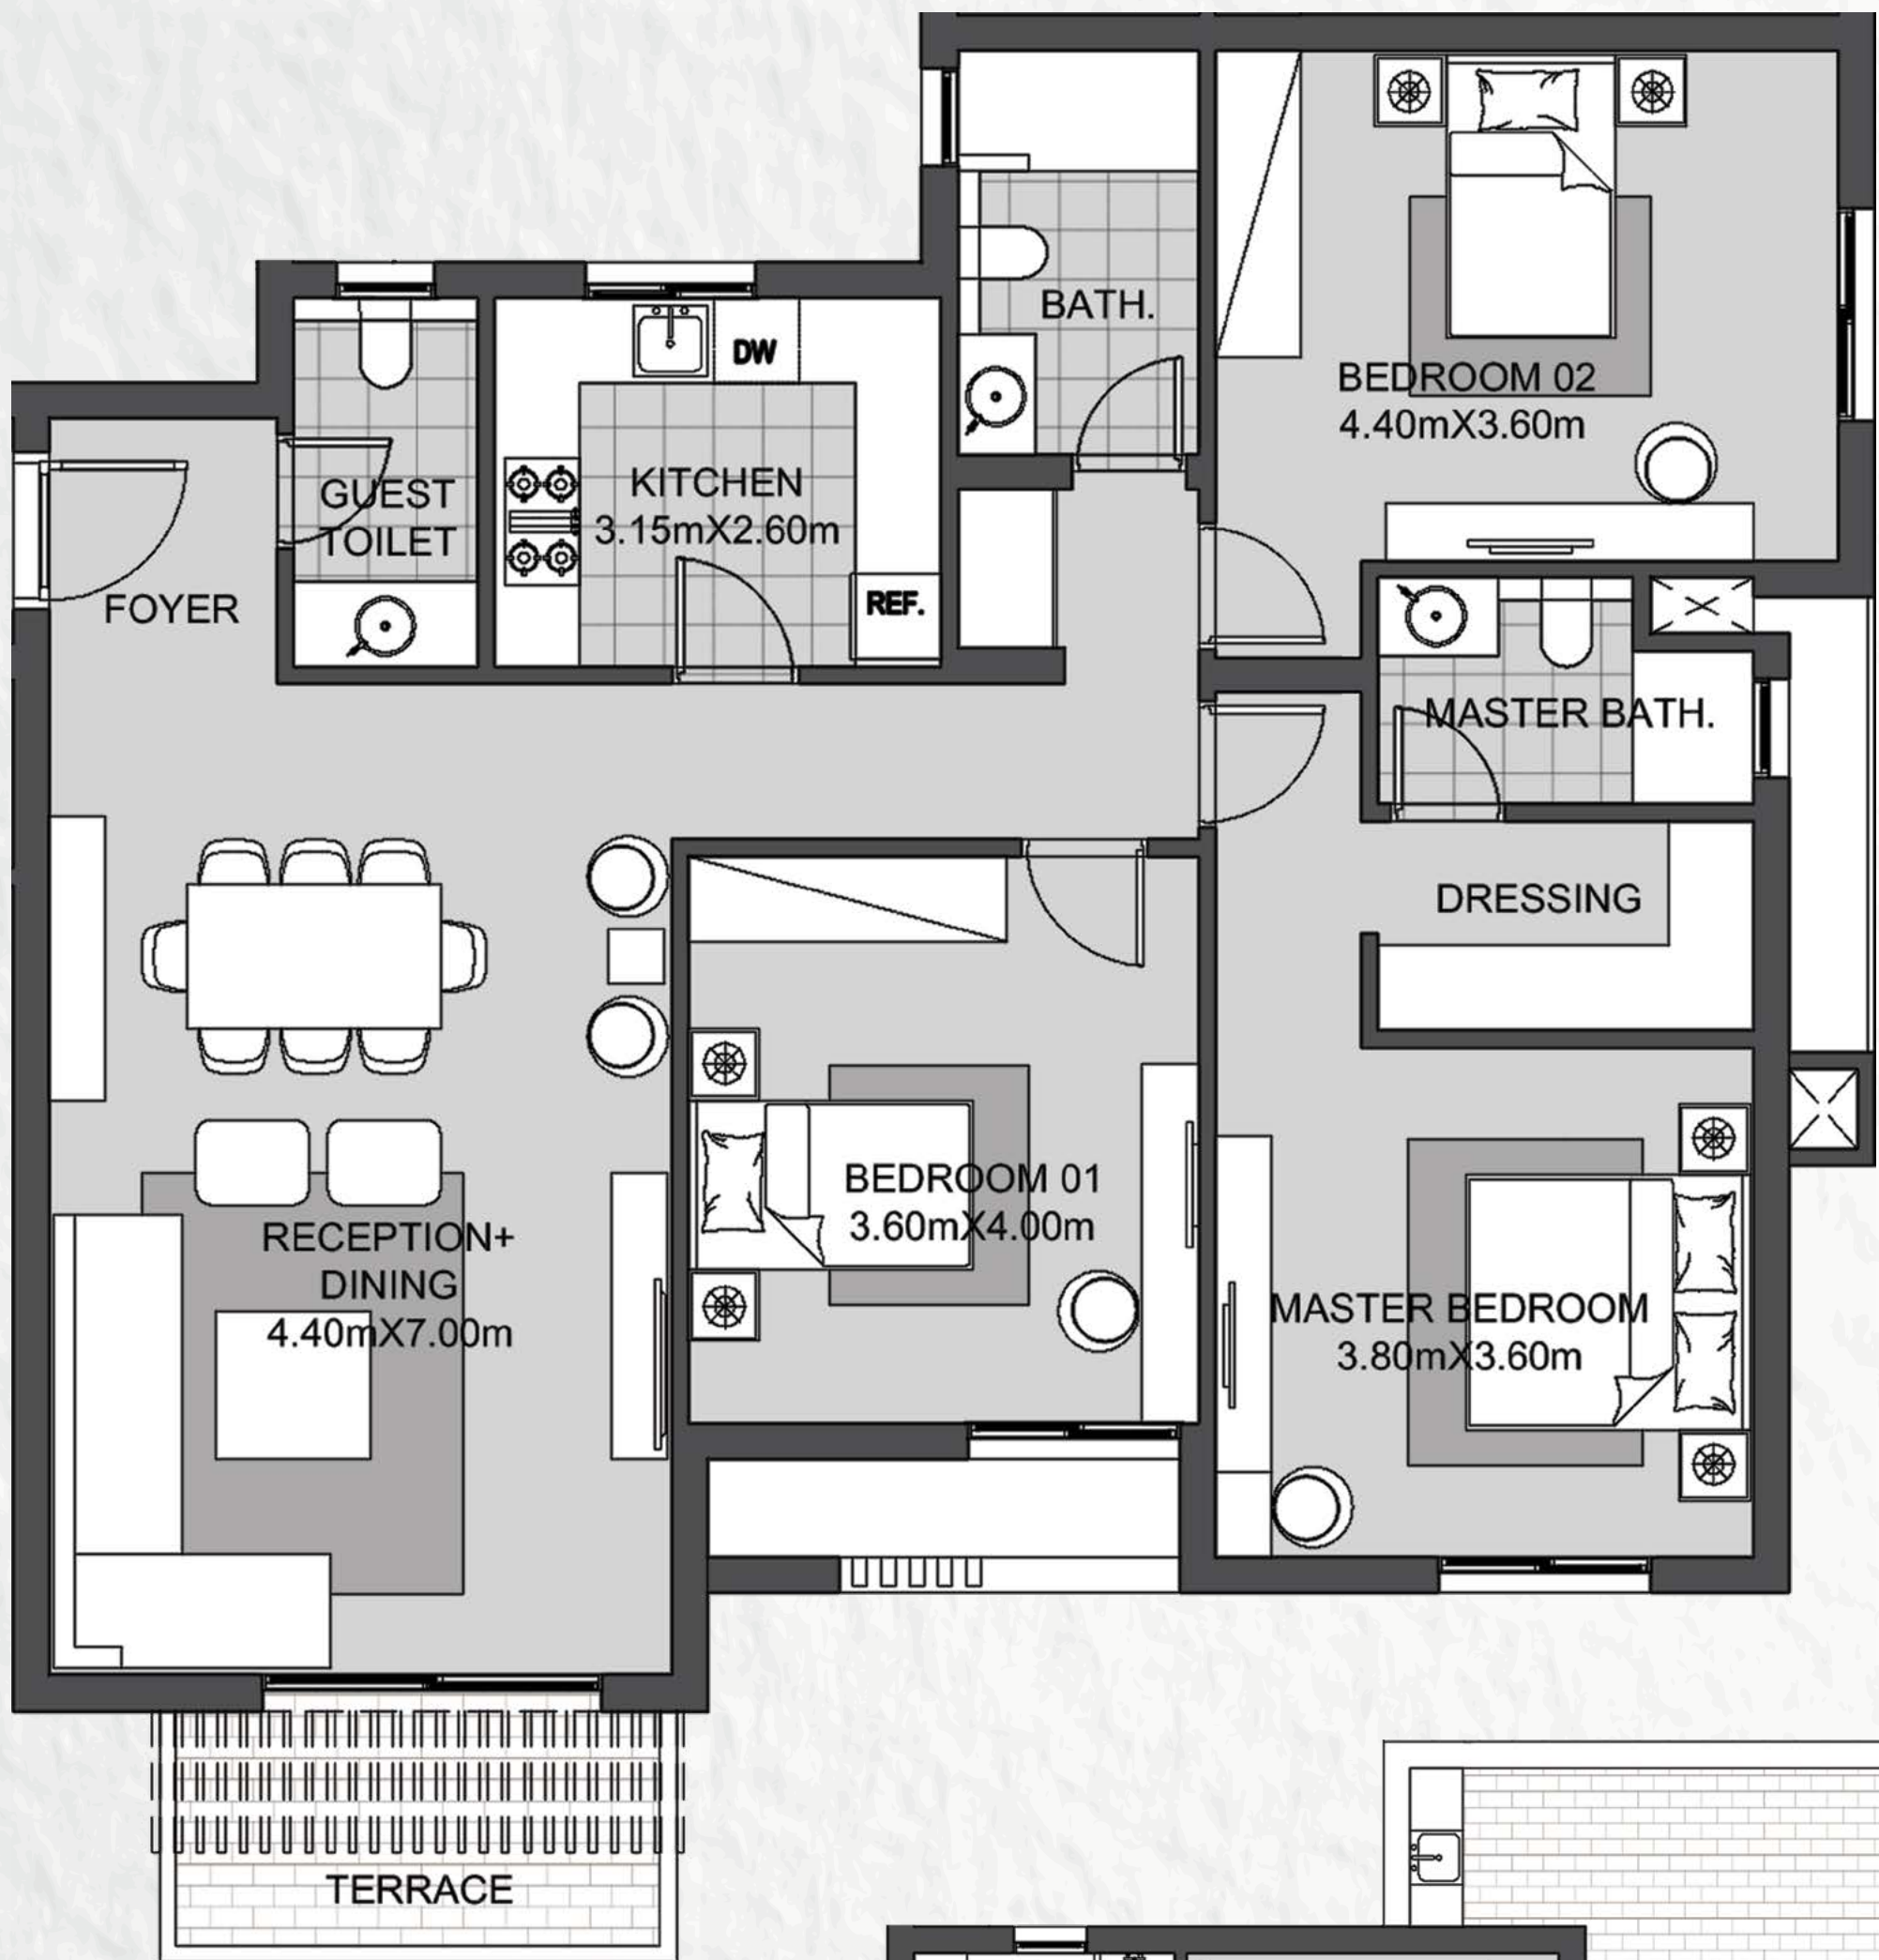 BATH.
BEDROOM 02
4.40mX3.60m
DW
GUEST
TOILET
KITCHEN
3.15mX2.60m
REF.
FOYER
MASTER BATH.
DRESSING
BEDROOM 01
3.60mX4.00m
RECEPTION+
DINING
4.40mX7.00m
MASTER BEDROOM
3.80mX3.60m
TERRACE